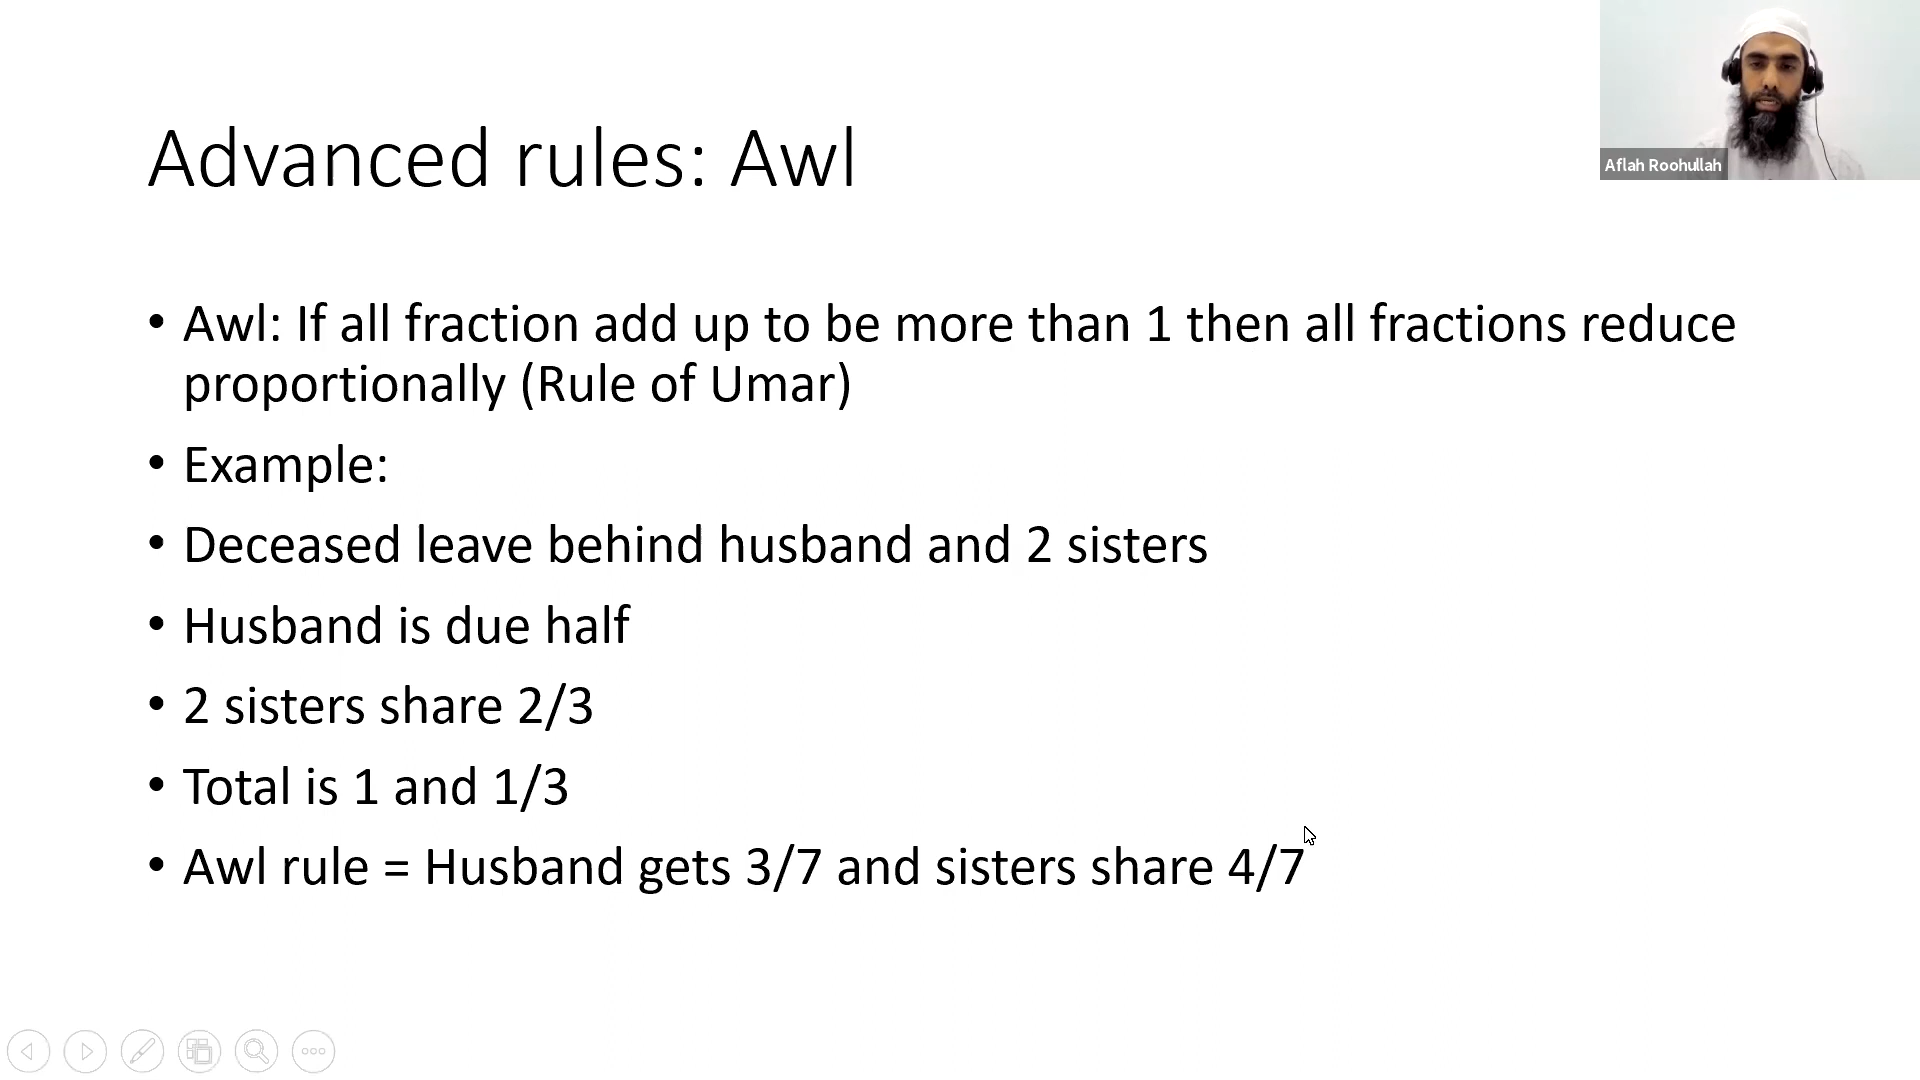 Advanced rules: Awl
Aflah Roohullah
• Awl: If all fraction add up to be more than 1 then all fractions reduce
proportionally (Rule of Umar)
• Example:
• Deceased leave behind husband and 2 sisters
• Husband is due half
• 2 sisters share 2/3
• Total is 1 and 1/3
• Awl rule = Husband gets 3/7 and sisters share 4/7